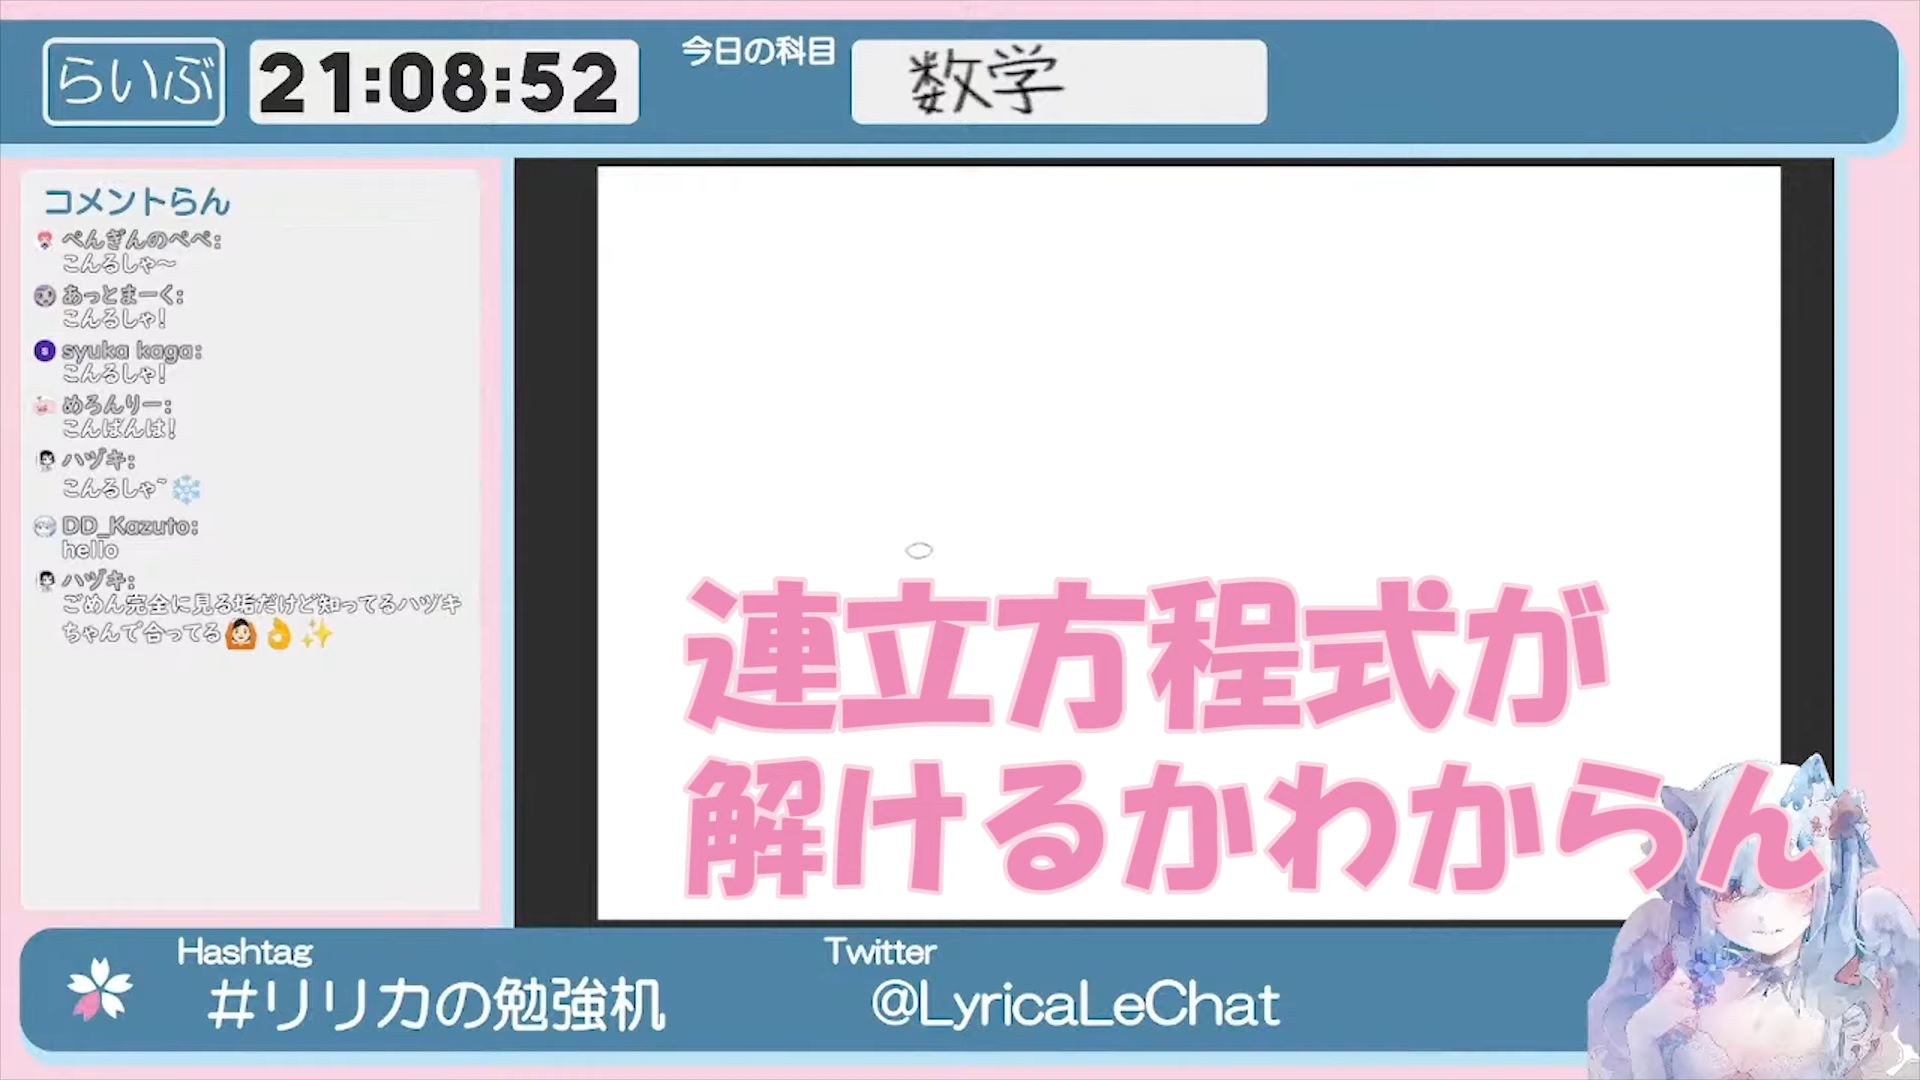 らいぶ
21:08:52
今日の科目
数学
コメントらん
ぺんぎんのぺぺ:
こんるしゃ～
あっとまーく:
こんるしゃ!
syuka kaga:
こんるしゃ!
めろんりー:
こんばんは!
ハヅキ:
こんるしゃ~❄️
DD_Kazuto:
hello
ハヅキ:
ごめん完全に見る垢だけど知ってるハヅキ
ちゃんで合ってる🙆🏻👌✨
連立方程式が
解けるかわからん
Hashtag
#リリカの勉強机
Twitter
@LyricaLeChat